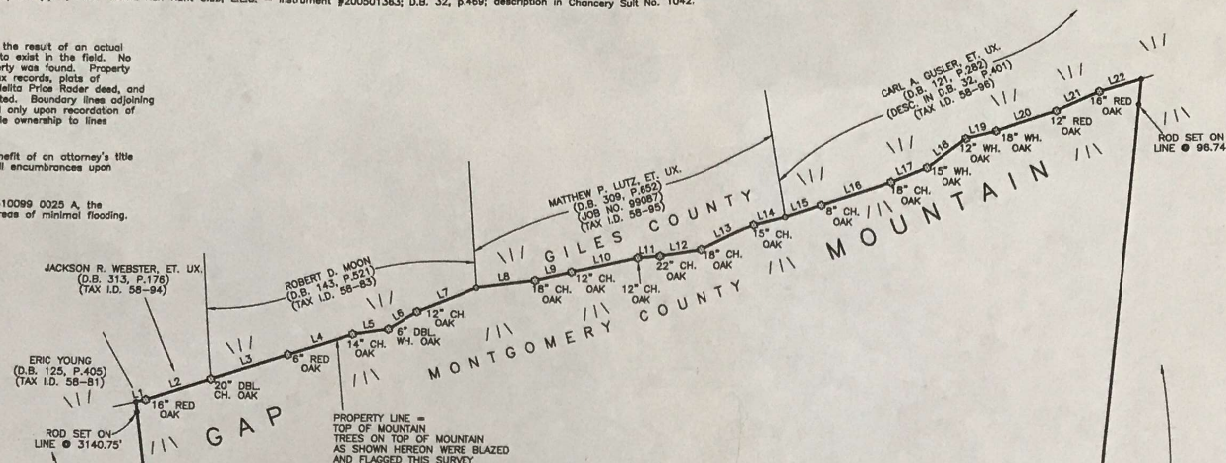 Instrument #200501363; D.B. 32, p.469; description in Chancery Suit No. 1042.
the resut of an actual
to exist in the field. No
erty was found. Property
x records, plats of
elita Price Rader deed, and
ted. Boundary lines adjoining
only upon recordation of
le ownership to lines
nefit of an attorney's title
ll encumbrances upon
10099 0025 A, the
reas of minimal flooding.
CARL A. GUSLER, ET. UX.
(D.B. 121, P.282)
(DESC. IN D.B. 32, P.401)
(TAX I.D. 58-96)
MATTHEW P. LUTZ, ET. UX.
(D.B. 309, P.652)
(JOB NO. 99087)
(TAX I.D. 58-95)
ROBERT D. MOON
(D.B. 143, P.521)
(TAX I.D. 58-83)
JACKSON R. WEBSTER, ET. UX.
(D.B. 313, P.176)
(TAX I.D. 58-94)
ERIC YOUNG
(D.B. 125, P.405)
(TAX I.D. 58-81)
GILES COUNTY
MONTGOMERY COUNTY
GAP MOUNTAIN
L1
L2
L3
L4
L5
L6
L7
L8
L9
L10
L11
L12
L13
L14
L15
L16
L17
L18
L19
L20
L21
L22
16" RED
OAK
20" DBL.
CH. OAK
6" RED
OAK
14" CH.
OAK
6" DBL.
WH. OAK
12" CH
OAK
18" CH.
OAK
12" CH.
OAK
12" CH.
OAK
22" CH.
OAK
18" CH.
OAK
15" CH.
OAK
8" CH.
OAK
18" CH.
OAK
15" WH.
OAK
12" WH.
OAK
18" WH.
OAK
12" RED
OAK
16" RED
OAK
ROD SET ON
LINE @ 96.74
ROD SET ON
LINE @ 3140.75'
PROPERTY LINE =
TOP OF MOUNTAIN
TREES ON TOP OF MOUNTAIN
AS SHOWN HEREON WERE BLAZED
AND FLAGGED THIS SURVEY